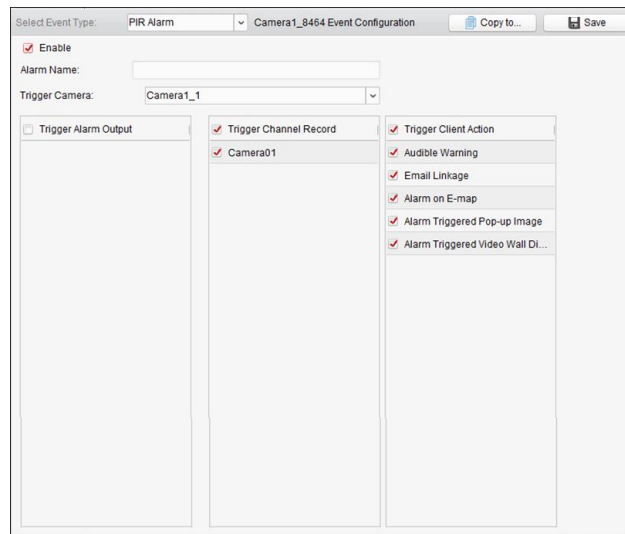 Select Event Type: PIR Alarm Camera1_8464 Event Configuration Copy to... Save
Enable
Alarm Name:
Trigger Camera: Camera1_1
Trigger Alarm Output Trigger Channel Record Trigger Client Action
Camera01 Audible Warning
Email Linkage
Alarm on E-map
Alarm Triggered Pop-up Image
Alarm Triggered Video Wall Di...